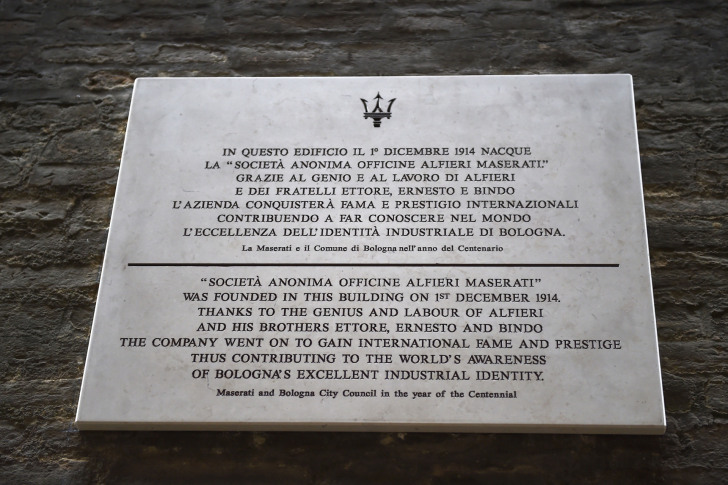 IN QUESTO EDIFICIO IL 1º DICEMBRE 1914 NACQUE
LA "SOCIETÀ ANONIMA OFFICINE ALFIERI MASERATI."
GRAZIE AL GENIO E AL LAVORO DI ALFIERI
E DEI FRATELLI ETTORE, ERNESTO E BINDO
L'AZIENDA CONQUISTERÀ FAMA E PRESTIGIO INTERNAZIONALI
CONTRIBUENDO A FAR CONOSCERE NEL MONDO
L'ECCELLENZA DELL'IDENTITÀ INDUSTRIALE DI BOLOGNA.
La Maserati e il Comune di Bologna nell'anno del Centenario
"SOCIETÀ ANONIMA OFFICINE ALFIERI MASERATI"
WAS FOUNDED IN THIS BUILDING ON 1ST DECEMBER 1914.
THANKS TO THE GENIUS AND LABOUR OF ALFIERI
AND HIS BROTHERS ETTORE, ERNESTO AND BINDO
THE COMPANY WENT ON TO GAIN INTERNATIONAL FAME AND PRESTIGE
THUS CONTRIBUTING TO THE WORLD'S AWARENESS
OF BOLOGNA'S EXCELLENT INDUSTRIAL IDENTITY.
Maserati and Bologna City Council in the year of the Centennial